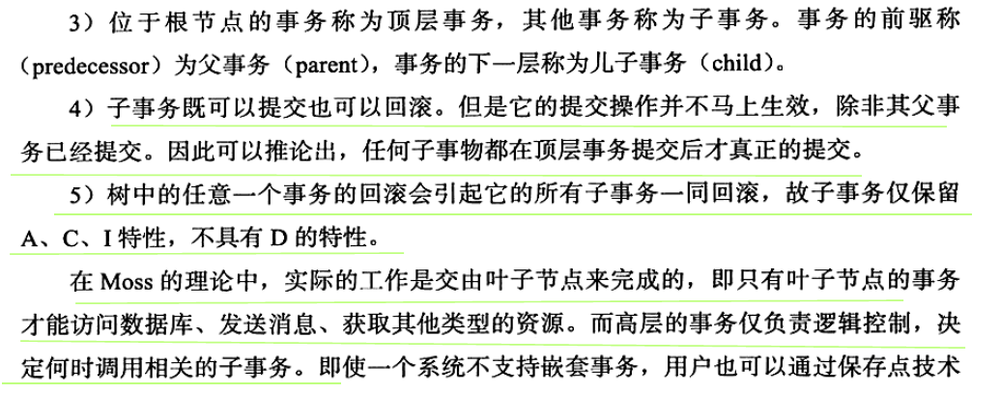 3）位于根节点的事务称为顶层事务，其他事务称为子事务。事务的前驱称
（predecessor）为父事务（parent），事务的下一层称为儿子事务（child）。
4）子事务既可以提交也可以回滚。但是它的提交操作并不马上生效，除非其父事
务已经提交。因此可以推论出，任何子事物都在顶层事务提交后才真正的提交。
5）树中的任意一个事务的回滚会引起它的所有子事务一同回滚，故子事务仅保留
A、C、I 特性，不具有 D 的特性。
在 Moss 的理论中，实际的工作是交由叶子节点来完成的，即只有叶子节点的事务
才能访问数据库、发送消息、获取其他类型的资源。而高层的事务仅负责逻辑控制，决
定何时调用相关的子事务。即使一个系统不支持嵌套事务，用户也可以通过保存点技术